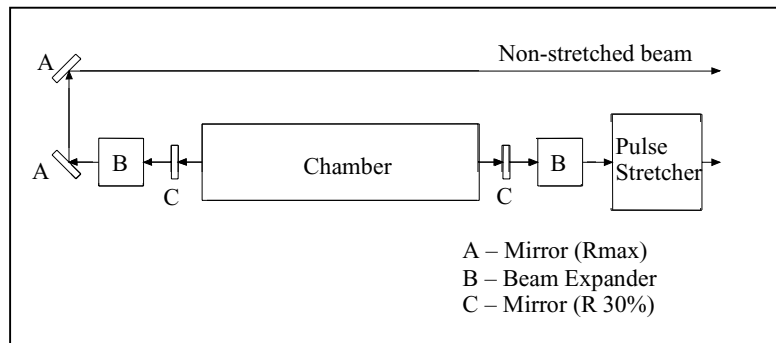 A
Non-stretched beam
A
B
C
Chamber
C
B
Pulse
Stretcher
A – Mirror (Rmax)
B – Beam Expander
C – Mirror (R 30%)